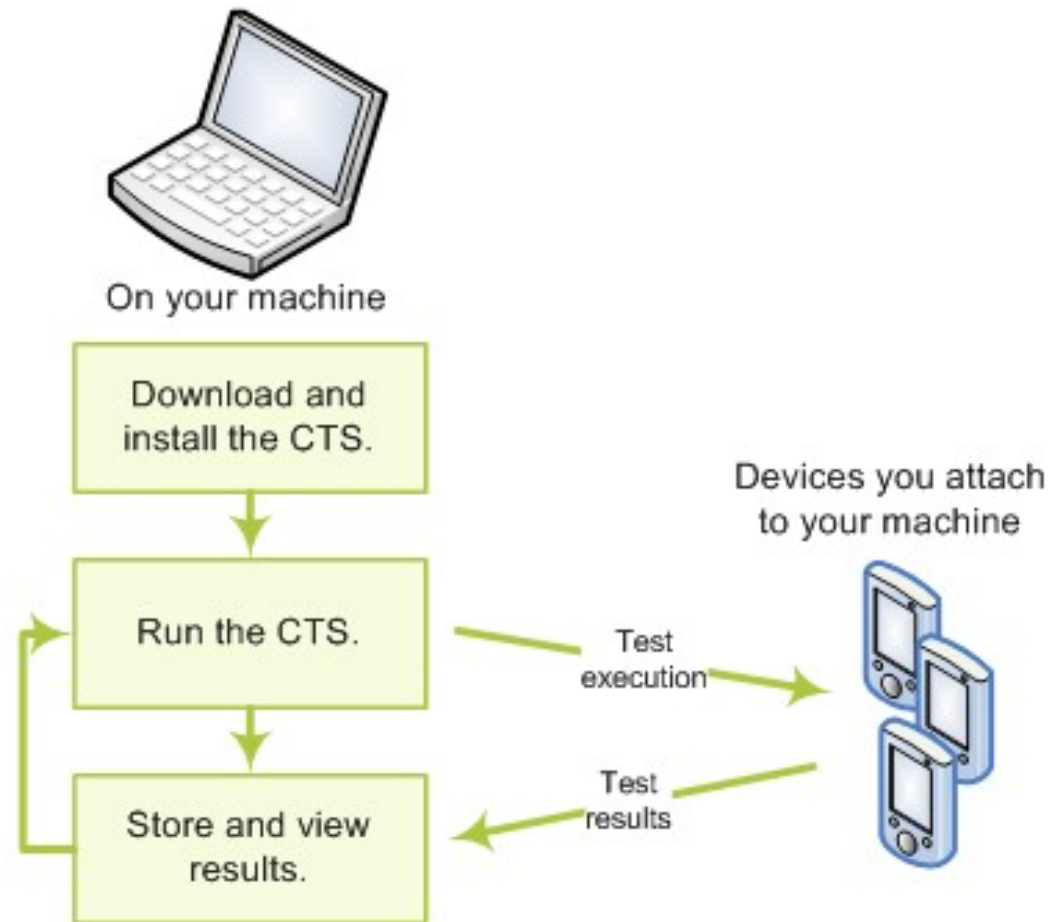 On your machine
Download and
install the CTS.
Devices you attach
to your machine
Run the CTS.
Test
execution
Test
results
Store and view
results.